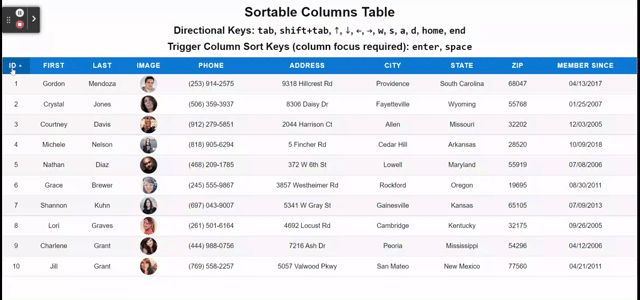 Sortable Columns Table
Directional Keys: tab, shift+tab, ↑, ↓, ←, →, w, s, a, d, home, end
Trigger Column Sort Keys (column focus required): enter, space
ID FIRST LAST IMAGE PHONE ADDRESS CITY STATE ZIP MEMBER SINCE
1 Gordon Mendoza (253) 914-2575 9318 Hillcrest Rd Providence South Carolina 68047 04/13/2017
2 Crystal Jones (506) 359-3937 8306 Daisy Dr Fayetteville Wyoming 55768 01/25/2007
3 Courtney Davis (912) 279-5851 2044 Harrison Ct Allen Missouri 32202 12/03/2005
4 Michele Nelson (818) 905-6294 5 Fincher Rd Cedar Hill Arkansas 28520 10/09/2018
5 Nathan Diaz (468) 209-1785 372 W 6th St Lowell Maryland 55919 07/08/2006
6 Grace Brewer (245) 555-9867 3857 Westheimer Rd Rockford Oregon 19695 08/30/2011
7 Shannon Kuhn (697) 043-9007 5341 W Gray St Gainesville Kansas 65105 07/09/2013
8 Lori Graves (261) 501-6164 4692 Locust Rd Cambridge Kentucky 32175 09/26/2005
9 Charlene Grant (444) 988-0756 7216 Ash Dr Peoria Mississippi 54296 04/12/2006
10 Jill Grant (769) 558-2257 5057 Valwood Pkwy San Mateo New Mexico 77560 04/21/2011